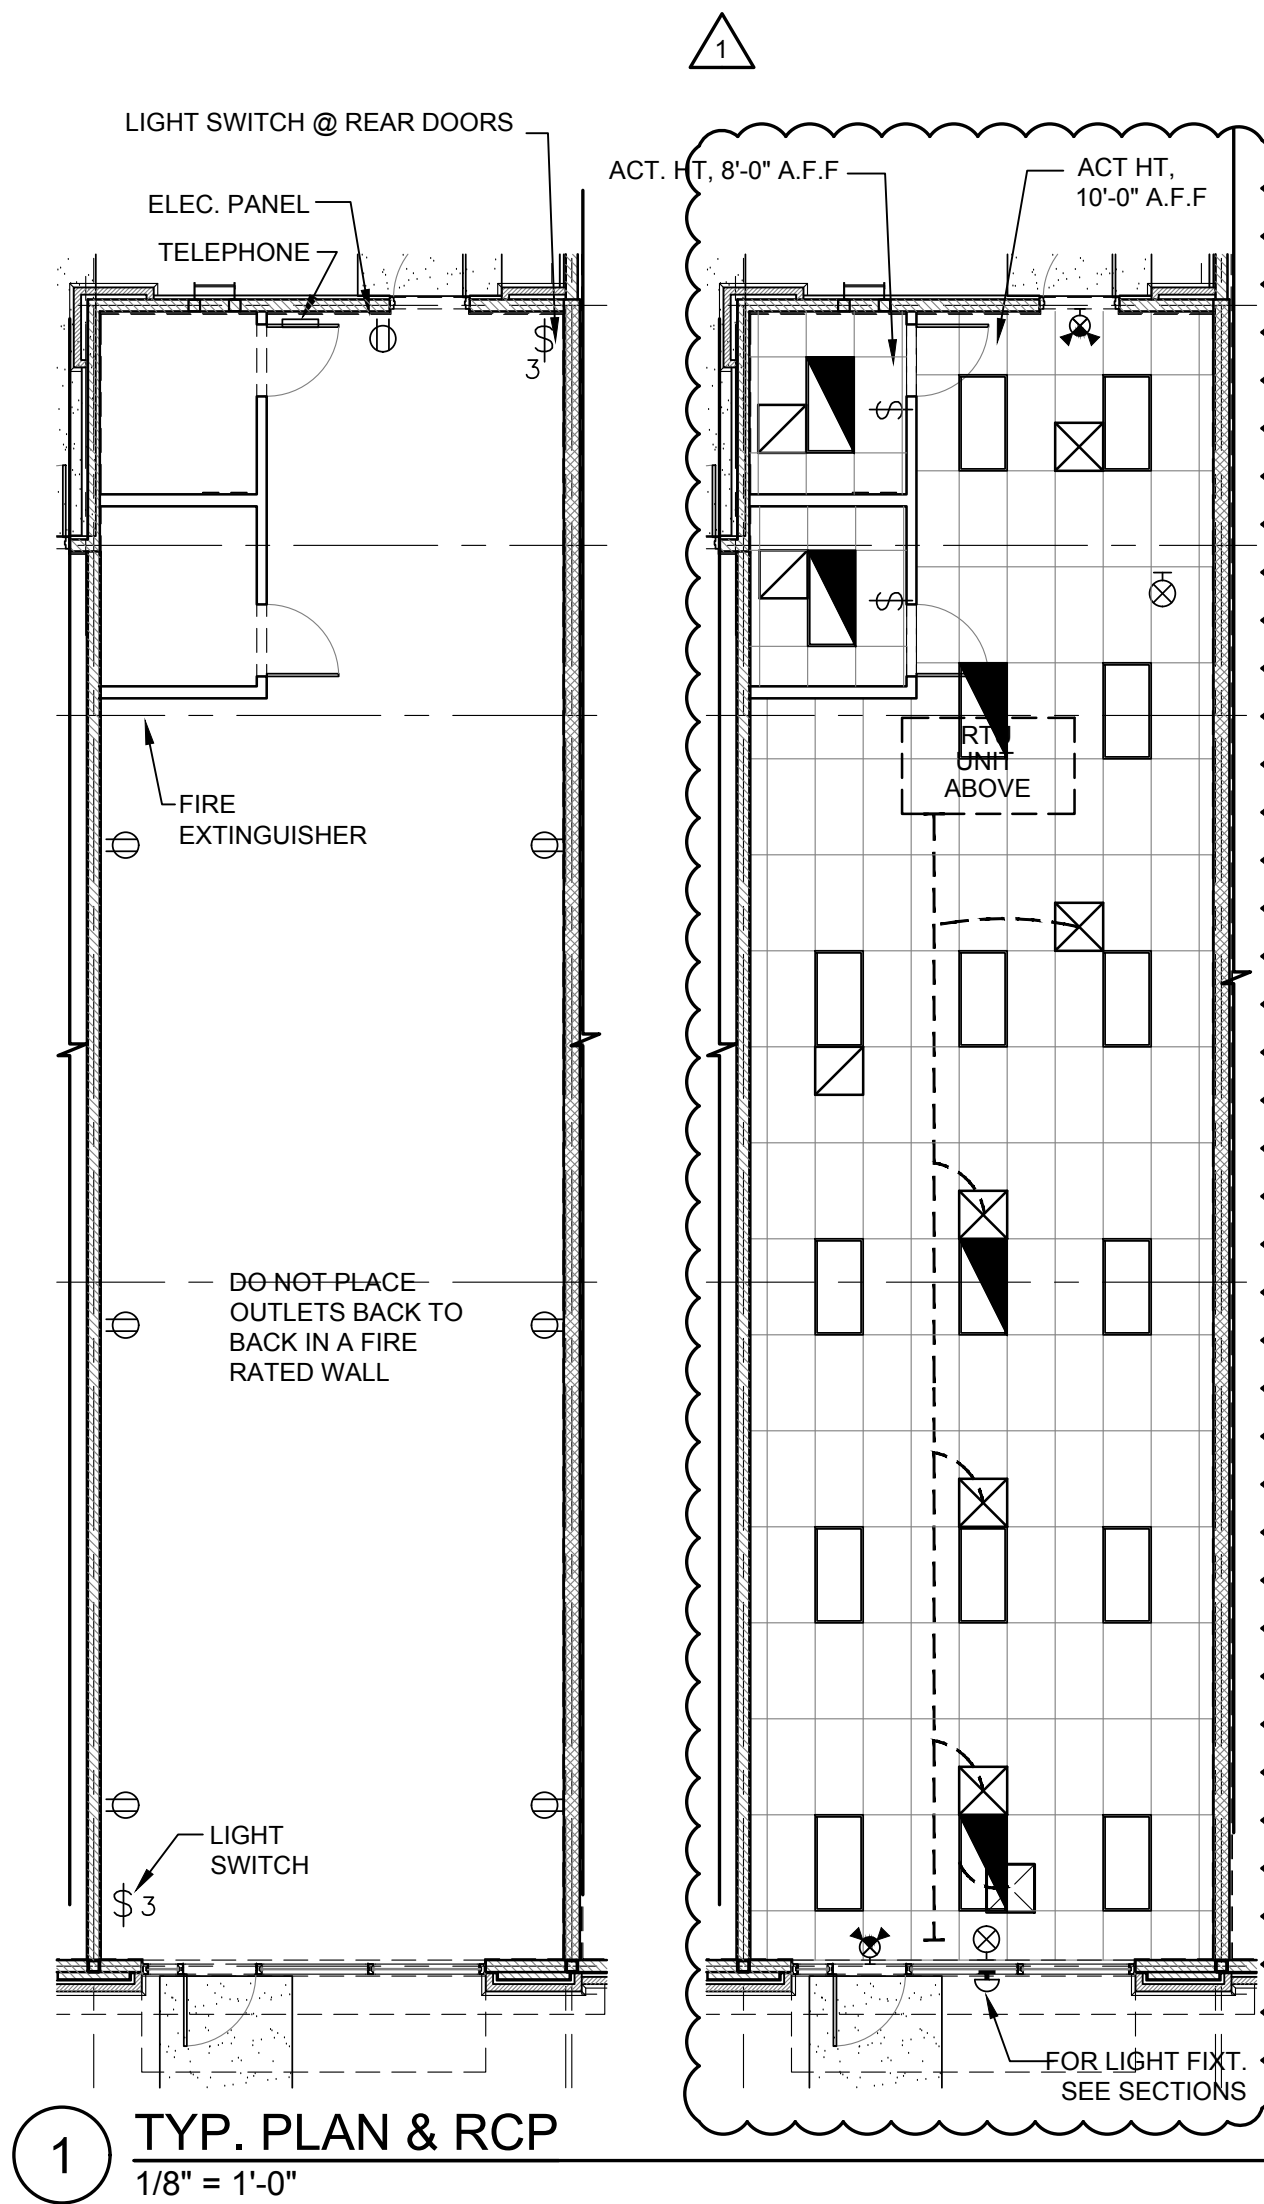 1
LIGHT SWITCH @ REAR DOORS
ELEC. PANEL
TELEPHONE
$
3
FIRE
EXTINGUISHER
DO NOT PLACE
OUTLETS BACK TO
BACK IN A FIRE
RATED WALL
LIGHT
SWITCH
$ 3
ACT. HT, 8'-0" A.F.F
ACT HT,
10'-0" A.F.F
$
$
RTU
UNIT
ABOVE
FOR LIGHT FIXT.
SEE SECTIONS
1
TYP. PLAN & RCP
1/8" = 1'-0"